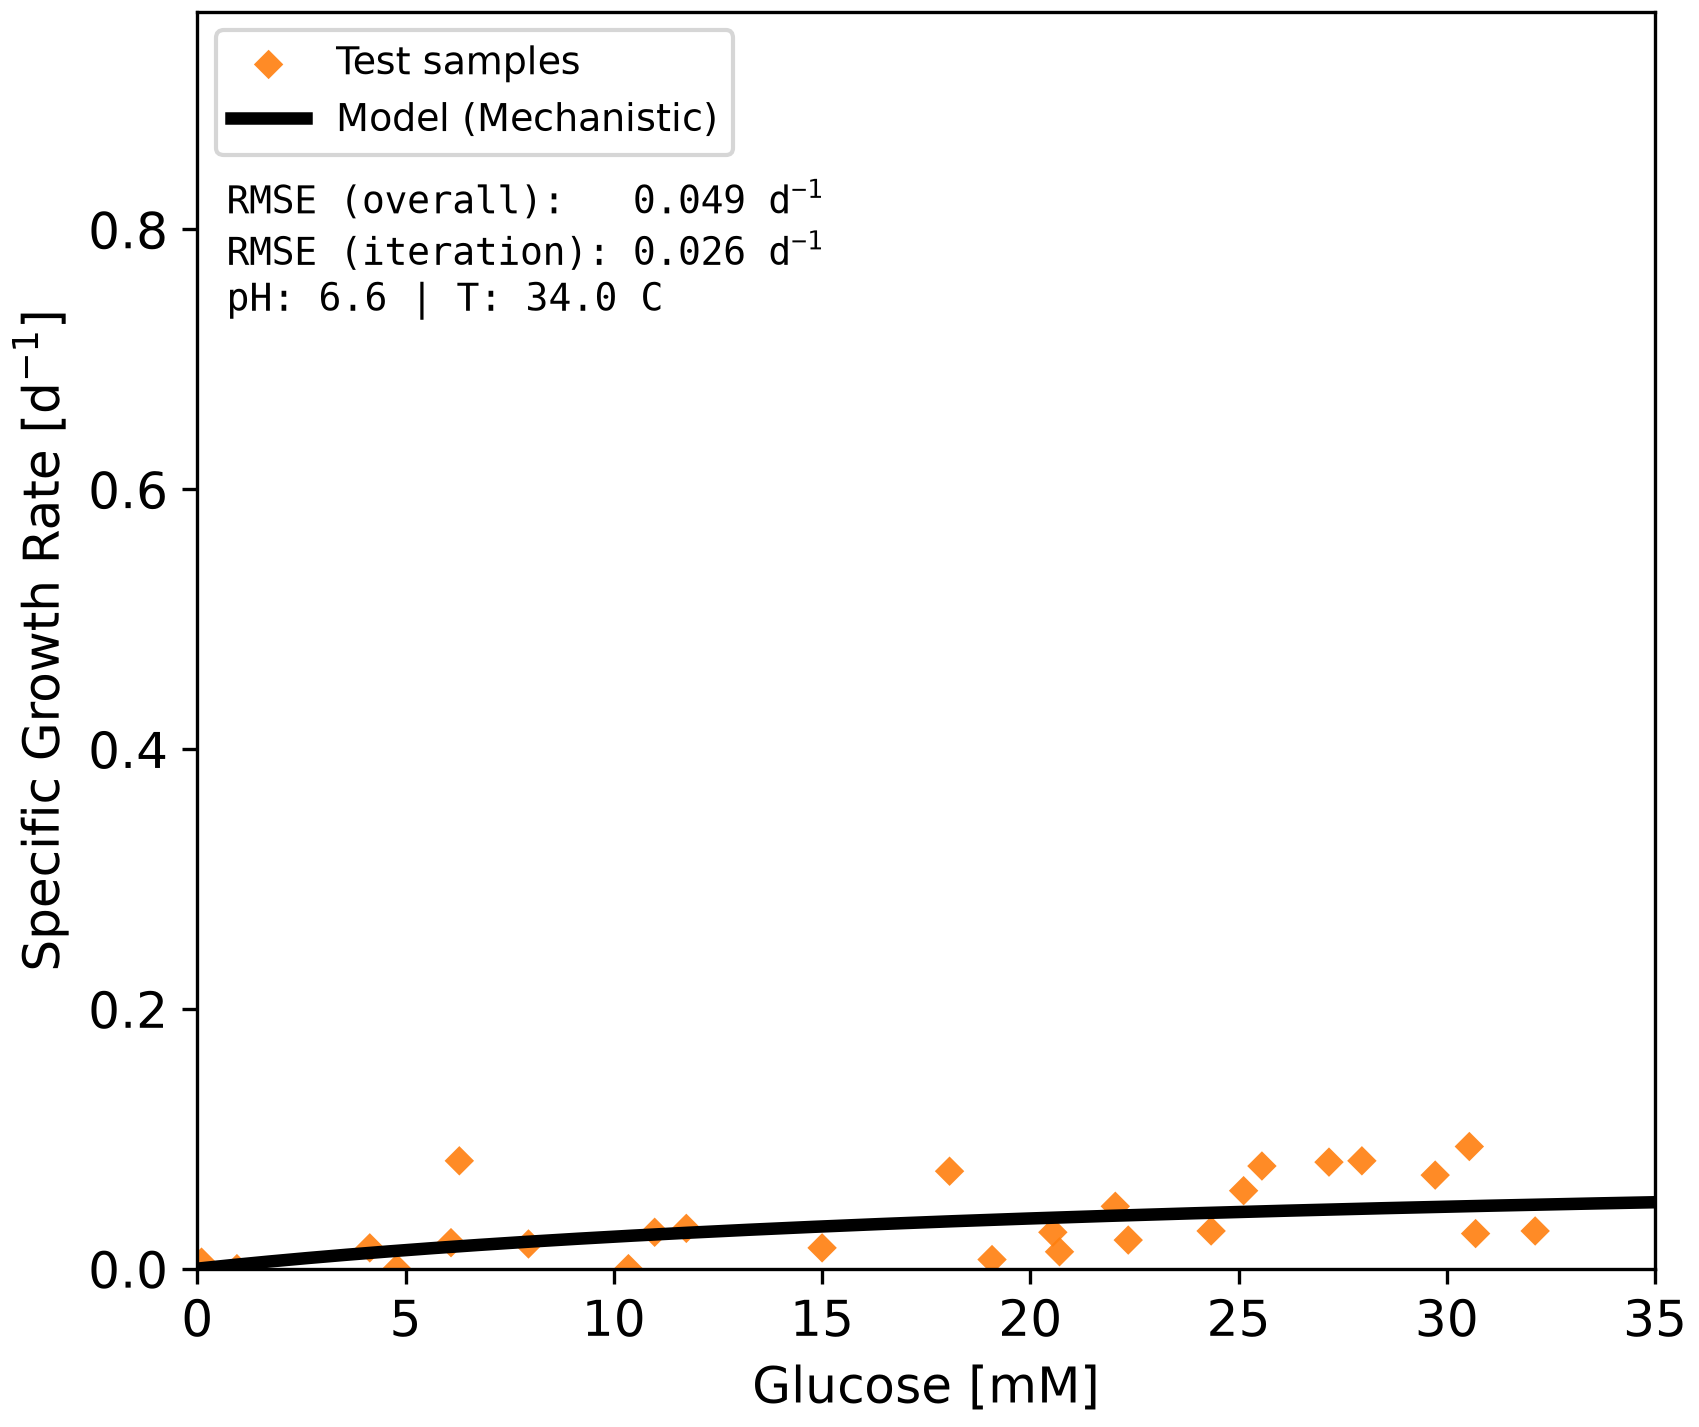 Test samples
Model (Mechanistic)
RMSE (overall):   0.049 d⁻¹
RMSE (iteration): 0.026 d⁻¹
pH: 6.6 | T: 34.0 C
Specific Growth Rate [d⁻¹]
0.8
0.6
0.4
0.2
0.0
0 5 10 15 20 25 30 35
Glucose [mM]